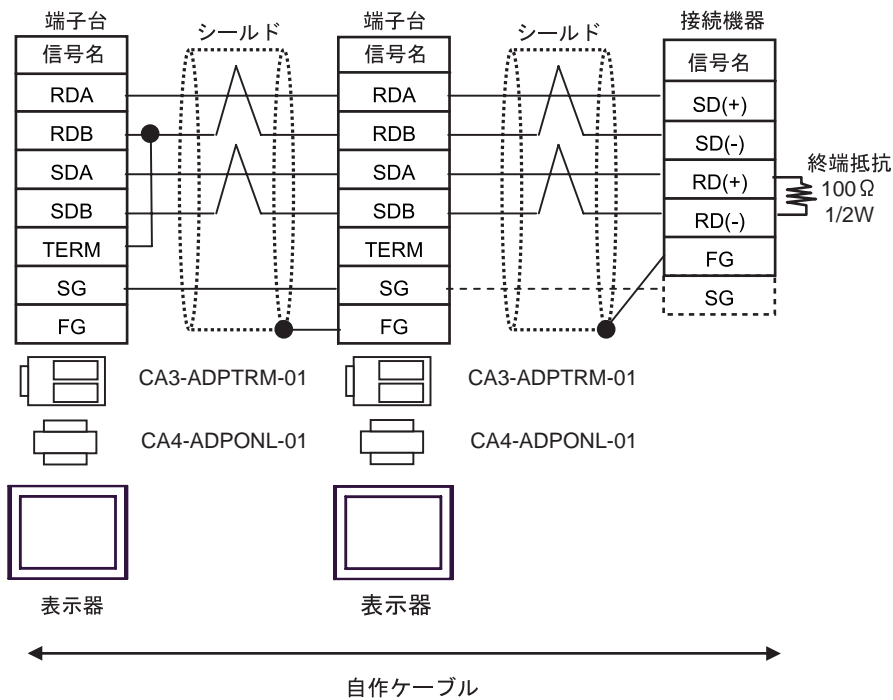 端子台
信号名
RDA
RDB
SDA
SDB
TERM
SG
FG
シールド
端子台
信号名
RDA
RDB
SDA
SDB
TERM
SG
FG
シールド
接続機器
信号名
SD(+)
SD(-)
RD(+)
RD(-)
FG
SG
終端抵抗
100Ω
1/2W
CA3-ADPTRM-01
CA3-ADPTRM-01
CA4-ADPONL-01
CA4-ADPONL-01
表示器
表示器
自作ケーブル